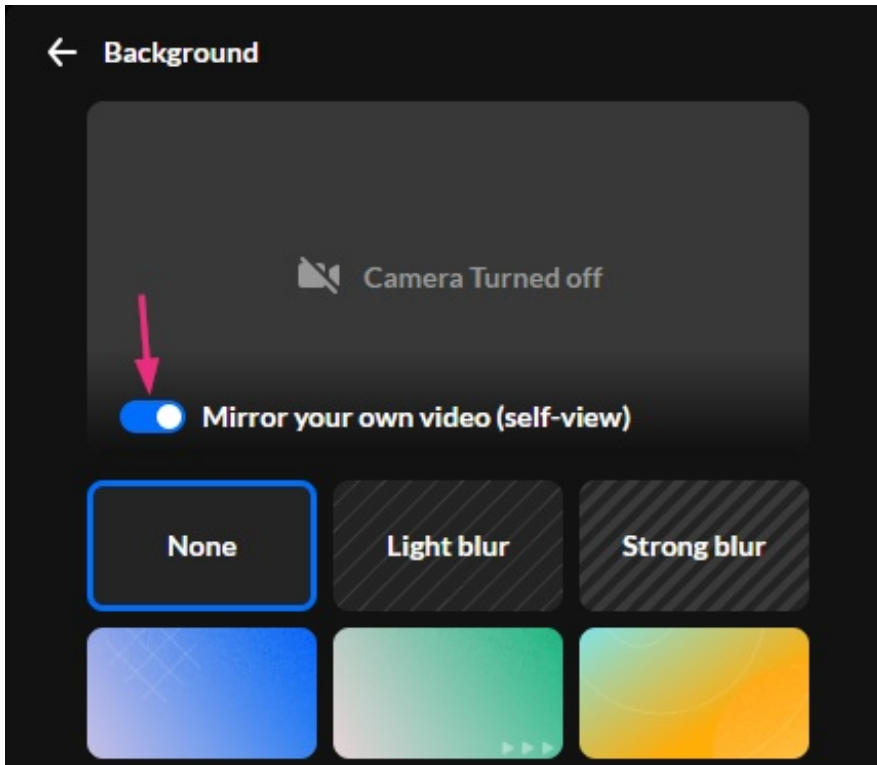 Background
Camera Turned off
Mirror your own video (self-view)
None
Light blur
Strong blur